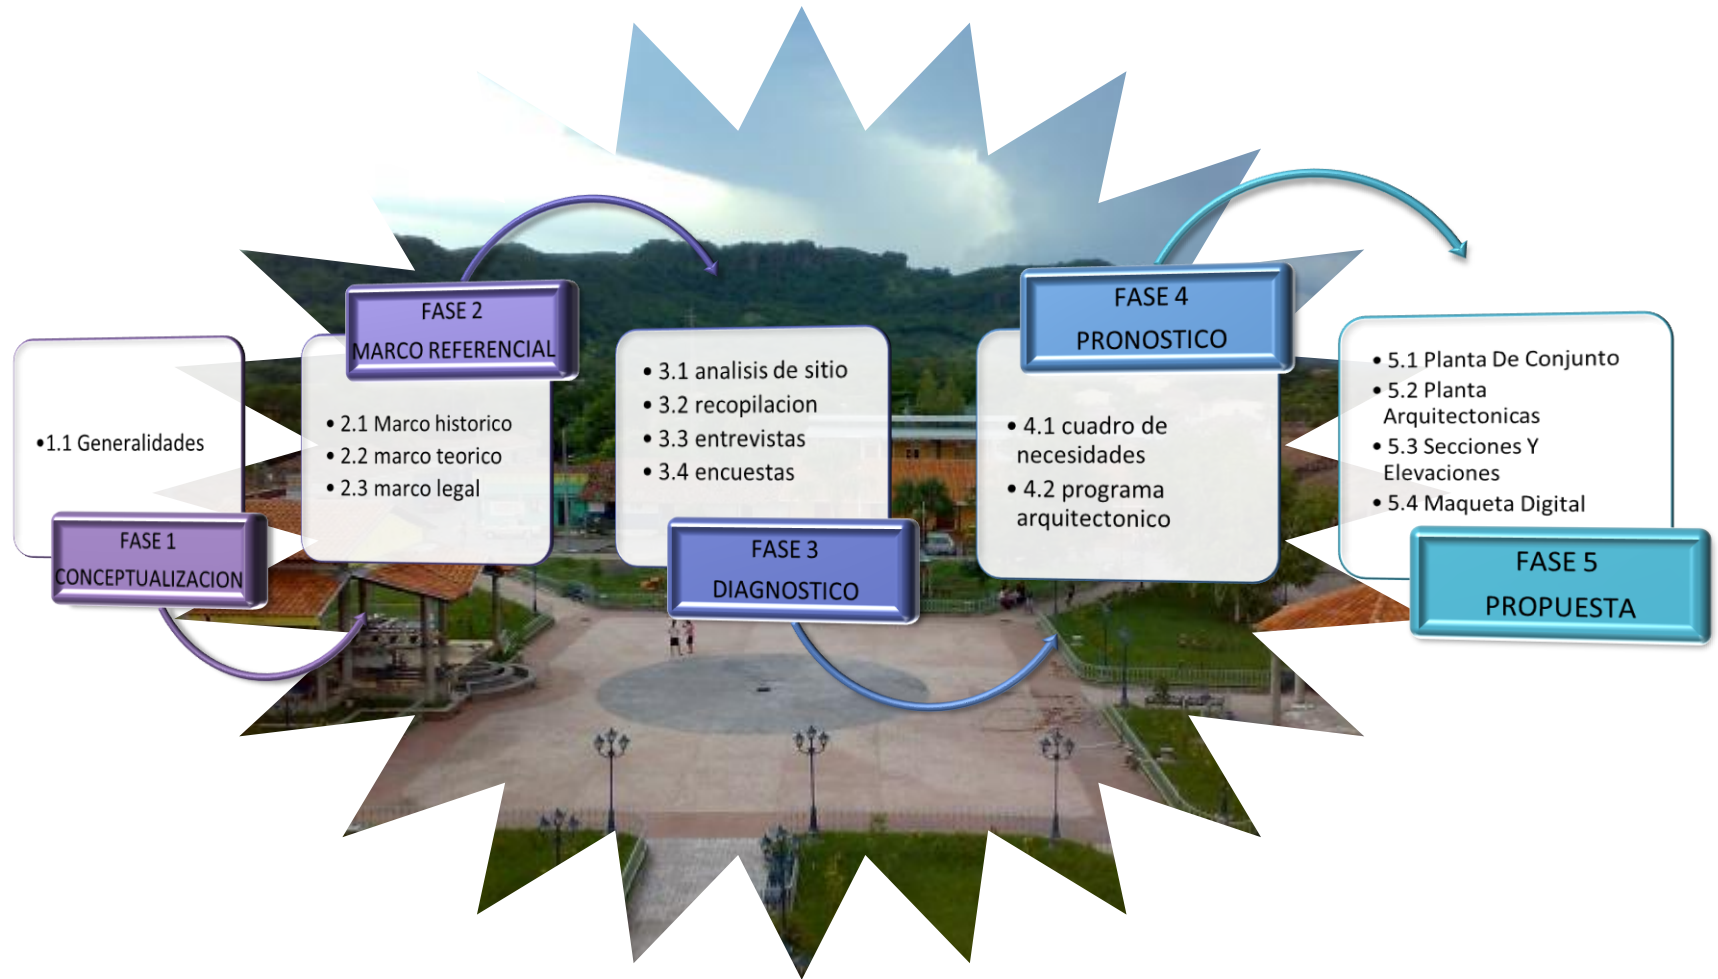 •1.1 Generalidades
FASE 1
CONCEPTUALIZACION
FASE 2
MARCO REFERENCIAL
• 2.1 Marco historico
• 2.2 marco teorico
• 2.3 marco legal
• 3.1 analisis de sitio
• 3.2 recopilacion
• 3.3 entrevistas
• 3.4 encuestas
FASE 3
DIAGNOSTICO
FASE 4
PRONOSTICO
• 4.1 cuadro de
necesidades
• 4.2 programa
arquitectonico
• 5.1 Planta De Conjunto
• 5.2 Planta
Arquitectonicas
• 5.3 Secciones Y
Elevaciones
• 5.4 Maqueta Digital
FASE 5
PROPUESTA